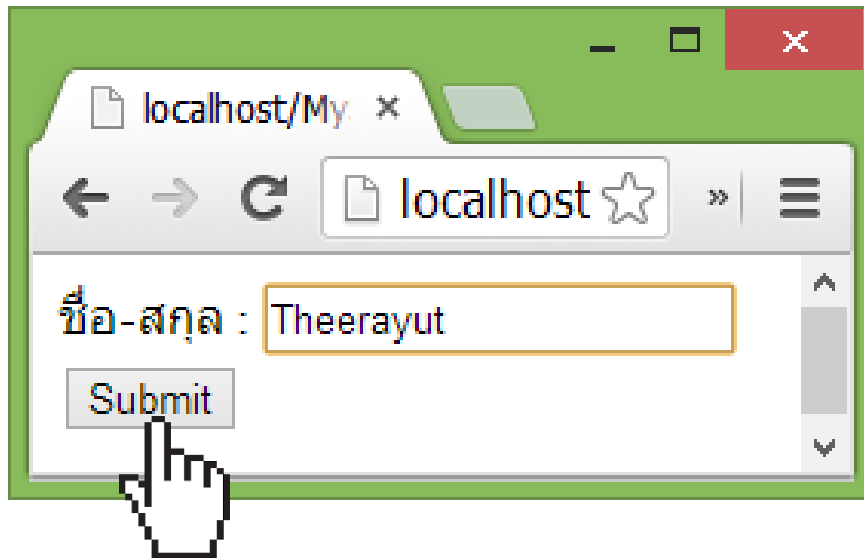 localhost/My
localhost
ชื่อ-สกุล : Theerayut
Submit